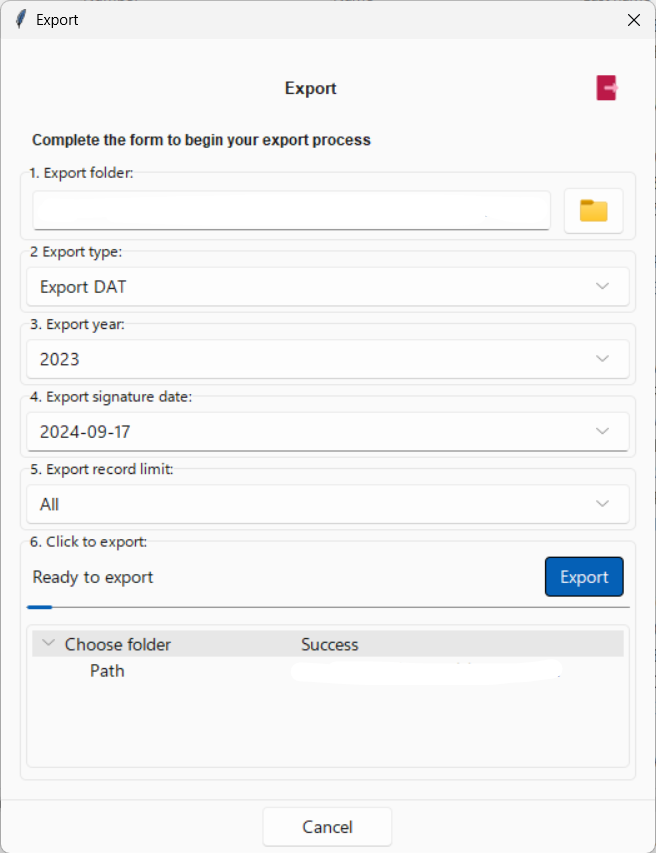 Export
Export
Complete the form to begin your export process
1. Export folder:
2 Export type:
Export DAT
3. Export year:
2023
4. Export signature date:
2024-09-17
5. Export record limit:
All
6. Click to export:
Ready to export Export
Choose folder Success
Path
Cancel